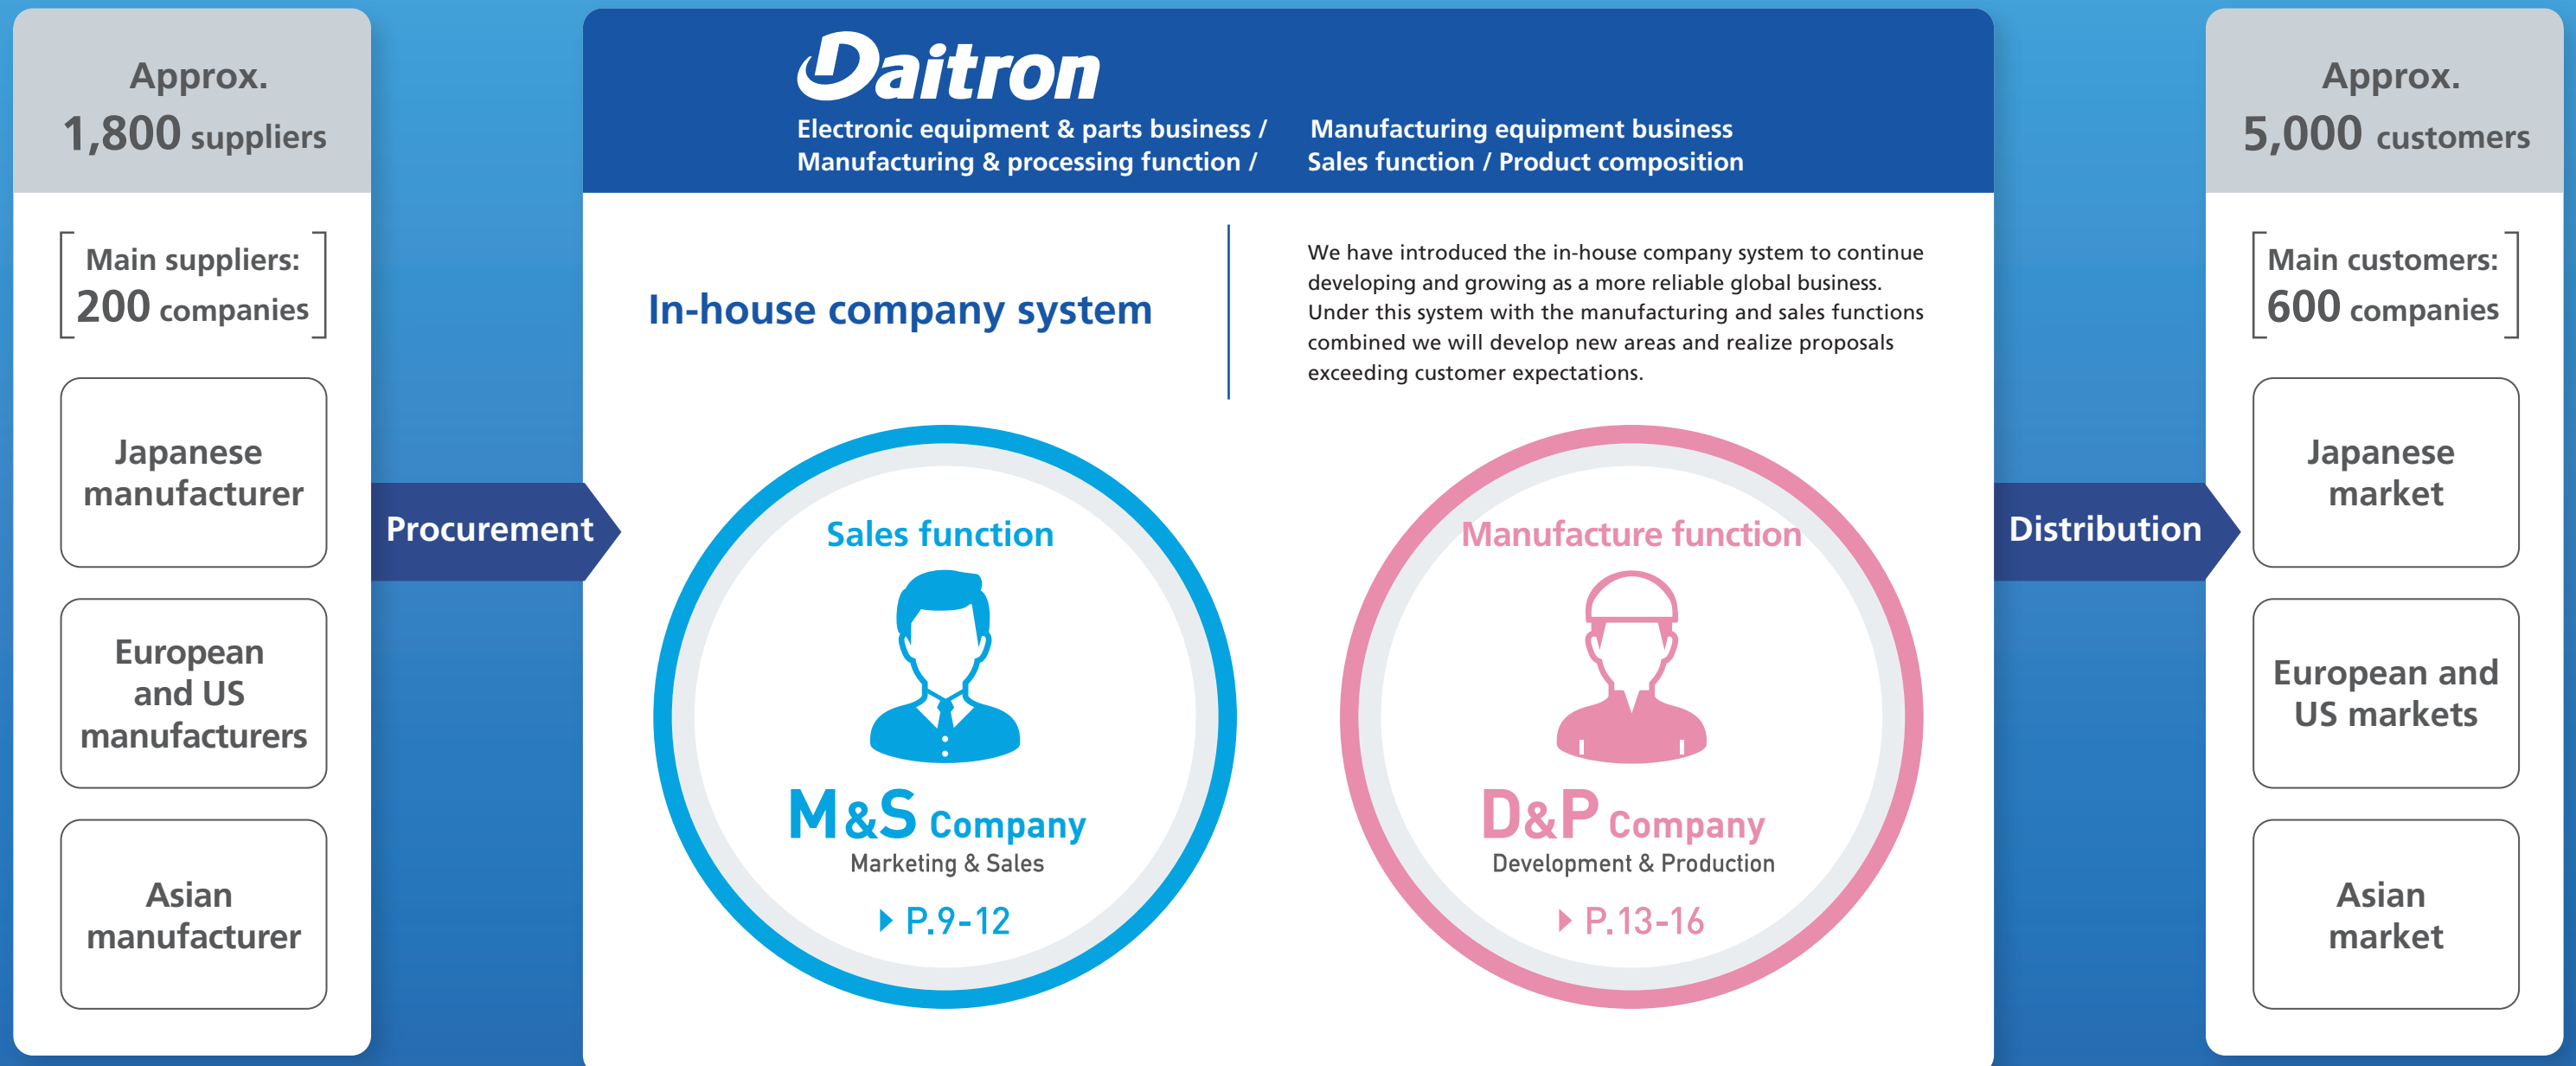 Approx.
1,800 suppliers
Main suppliers:
200 companies
Japanese
manufacturer
European
and US
manufacturers
Asian
manufacturer
Procurement
Daitron
Electronic equipment & parts business / Manufacturing equipment business
Manufacturing & processing function / Sales function / Product composition
In-house company system
We have introduced the in-house company system to continue
developing and growing as a more reliable global business.
Under this system with the manufacturing and sales functions
combined we will develop new areas and realize proposals
exceeding customer expectations.
Sales function
M&S Company
Marketing & Sales
P.9-12
Manufacture function
D&P Company
Development & Production
P.13-16
Distribution
Approx.
5,000 customers
Main customers:
600 companies
Japanese
market
European and
US markets
Asian
market